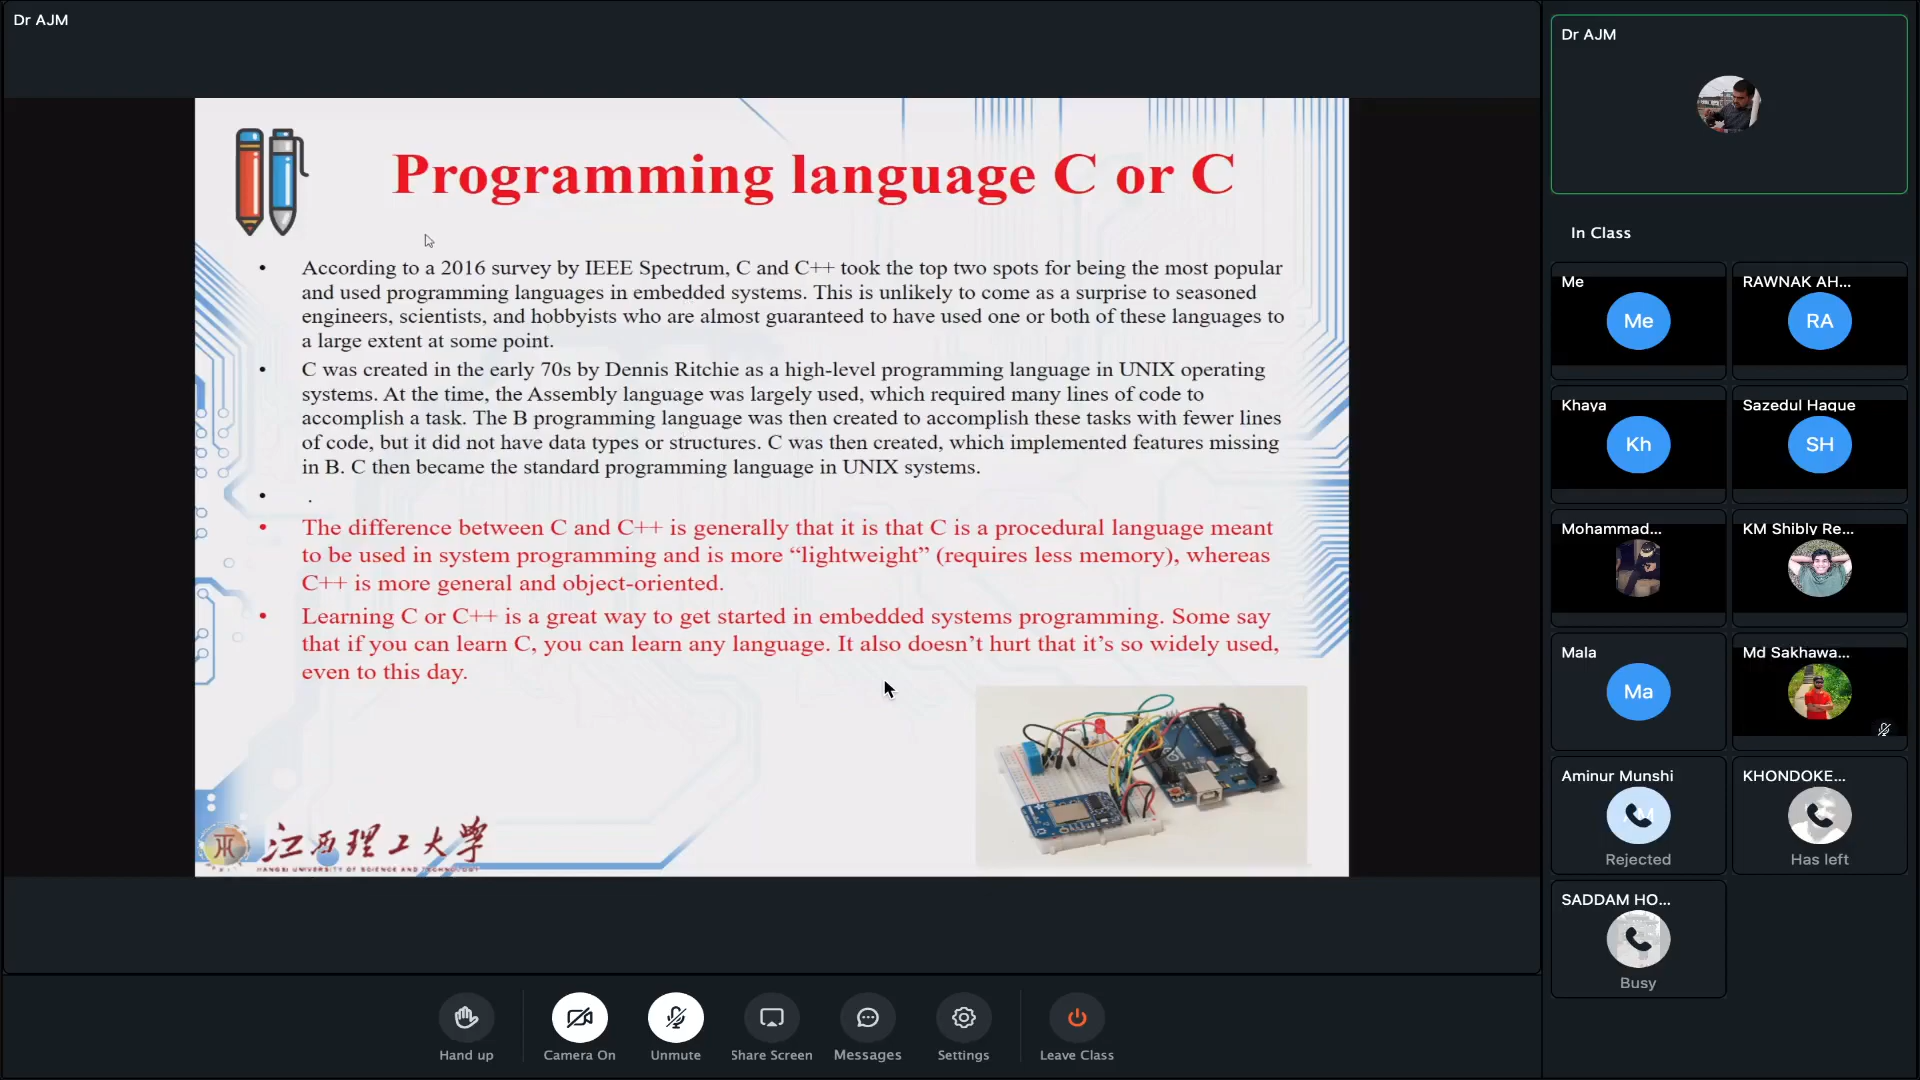 Dr AJM
Programming language C or C
• According to a 2016 survey by IEEE Spectrum, C and C++ took the top two spots for being the most popular
and used programming languages in embedded systems. This is unlikely to come as a surprise to seasoned
engineers, scientists, and hobbyists who are almost guaranteed to have used one or both of these languages to
a large extent at some point.
• C was created in the early 70s by Dennis Ritchie as a high-level programming language in UNIX operating
systems. At the time, the Assembly language was largely used, which required many lines of code to
accomplish a task. The B programming language was then created to accomplish these tasks with fewer lines
of code, but it did not have data types or structures. C was then created, which implemented features missing
in B. C then became the standard programming language in UNIX systems.
• .
• The difference between C and C++ is generally that it is that C is a procedural language meant
to be used in system programming and is more “lightweight” (requires less memory), whereas
C++ is more general and object-oriented.
• Learning C or C++ is a great way to get started in embedded systems programming. Some say
that if you can learn C, you can learn any language. It also doesn’t hurt that it’s so widely used,
even to this day.
江西理工大学
JIANGXI UNIVERSITY OF SCIENCE AND TECHNOLOGY
Hand up
Camera On
Unmute
Share Screen
Messages
Settings
Leave Class
Dr AJM
In Class
Me
Me
RAWNAK AH...
RA
Khaya
Kh
Sazedul Haque
SH
Mohammad...
KM Shibly Re...
Mala
Ma
Md Sakhawa...
Aminur Munshi
Rejected
KHONDOKE...
Has left
SADDAM HO...
Busy